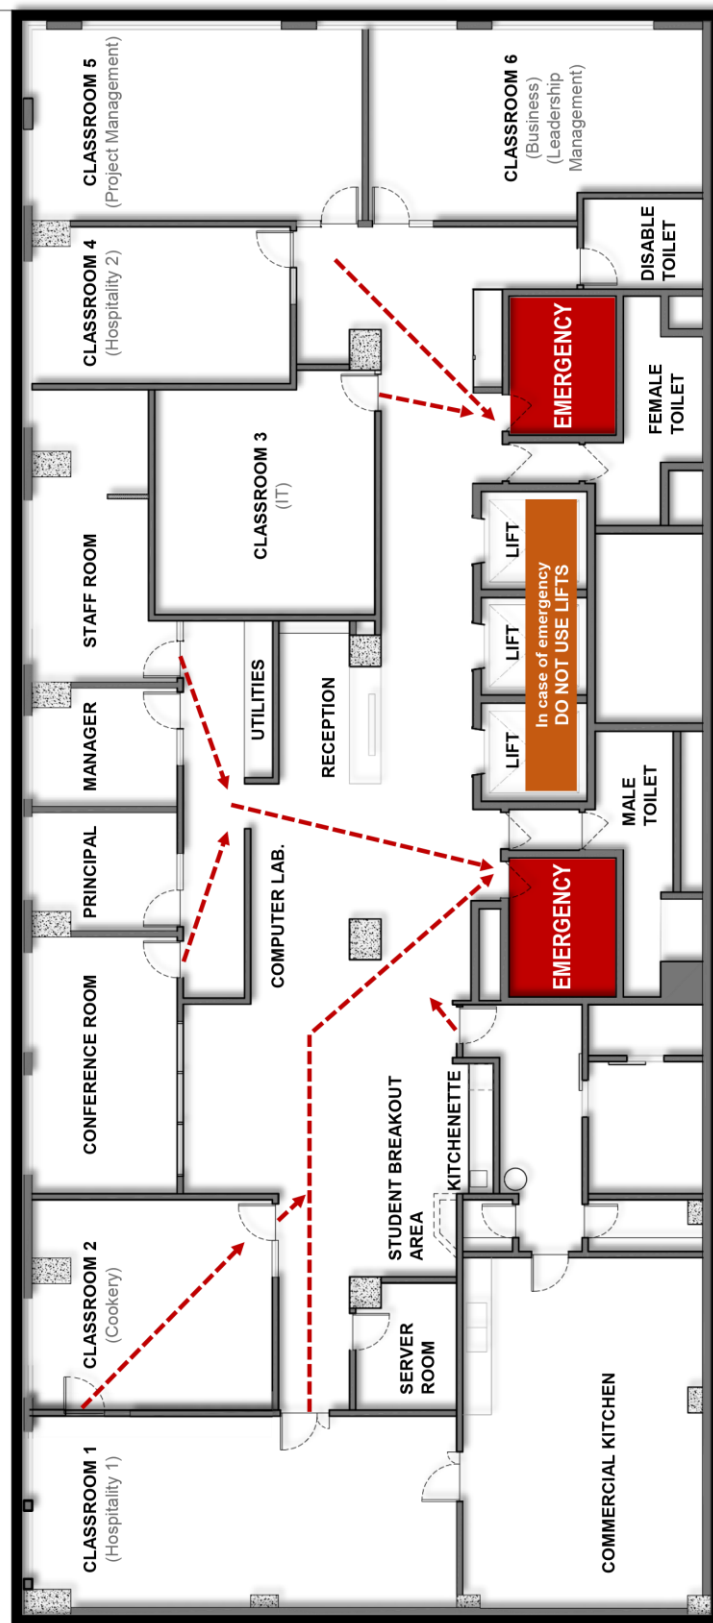 CLASSROOM 5
(Project Management)
CLASSROOM 6
(Business)
(Leadership
Management)
CLASSROOM 4
(Hospitality 2)
DISABLE
TOILET
EMERGENCY
FEMALE
TOILET
CLASSROOM 3
(IT)
STAFF ROOM
LIFT
LIFT
LIFT
In case of emergency
DO NOT USE LIFTS
UTILITIES
RECEPTION
MANAGER
MALE
TOILET
PRINCIPAL
COMPUTER LAB.
EMERGENCY
CONFERENCE ROOM
KITCHENETTE
STUDENT BREAKOUT
AREA
CLASSROOM 2
(Cookery)
SERVER
ROOM
CLASSROOM 1
(Hospitality 1)
COMMERCIAL KITCHEN